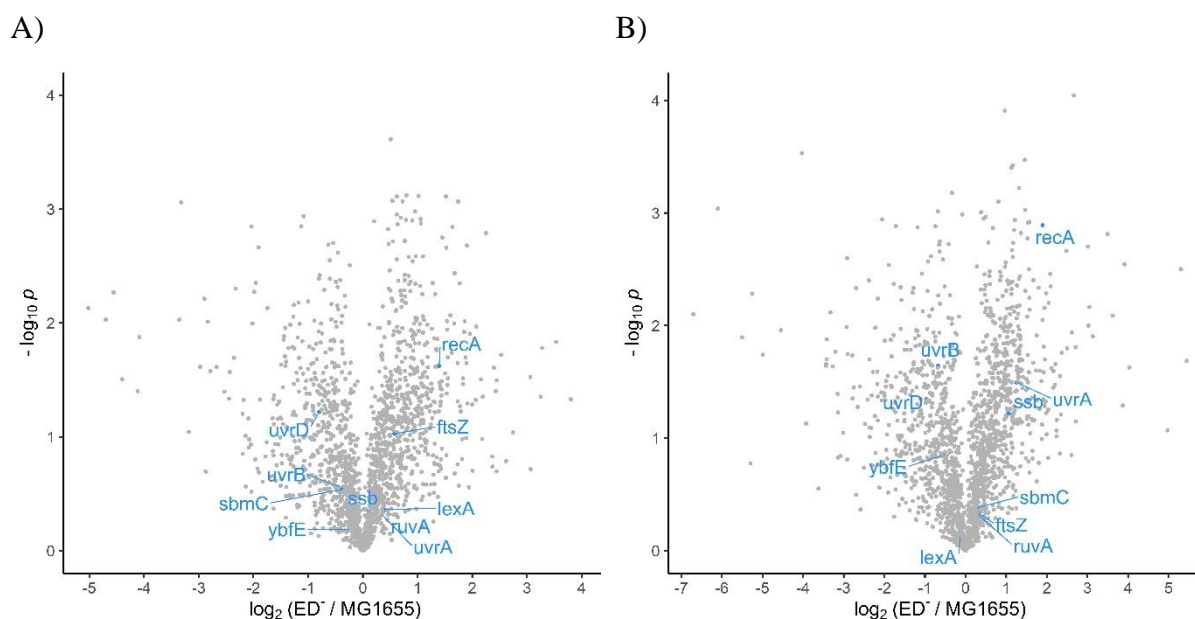 A)
B)
4
3
2
1
0
- log10 p
recA
ftsZ
uvrD
uvrB
sbmC
ssb
lexA
ybfE
ruvA
uvrA
-5 -4 -3 -2 -1 0 1 2 3 4
log2 (ED- / MG1655)
4
3
2
1
0
- log10 p
recA
uvrB
uvrD
ssb
uvrA
ybfE
sbmC
ftsZ
lexA
ruvA
-7 -6 -5 -4 -3 -2 -1 0 1 2 3 4 5
log2 (ED- / MG1655)